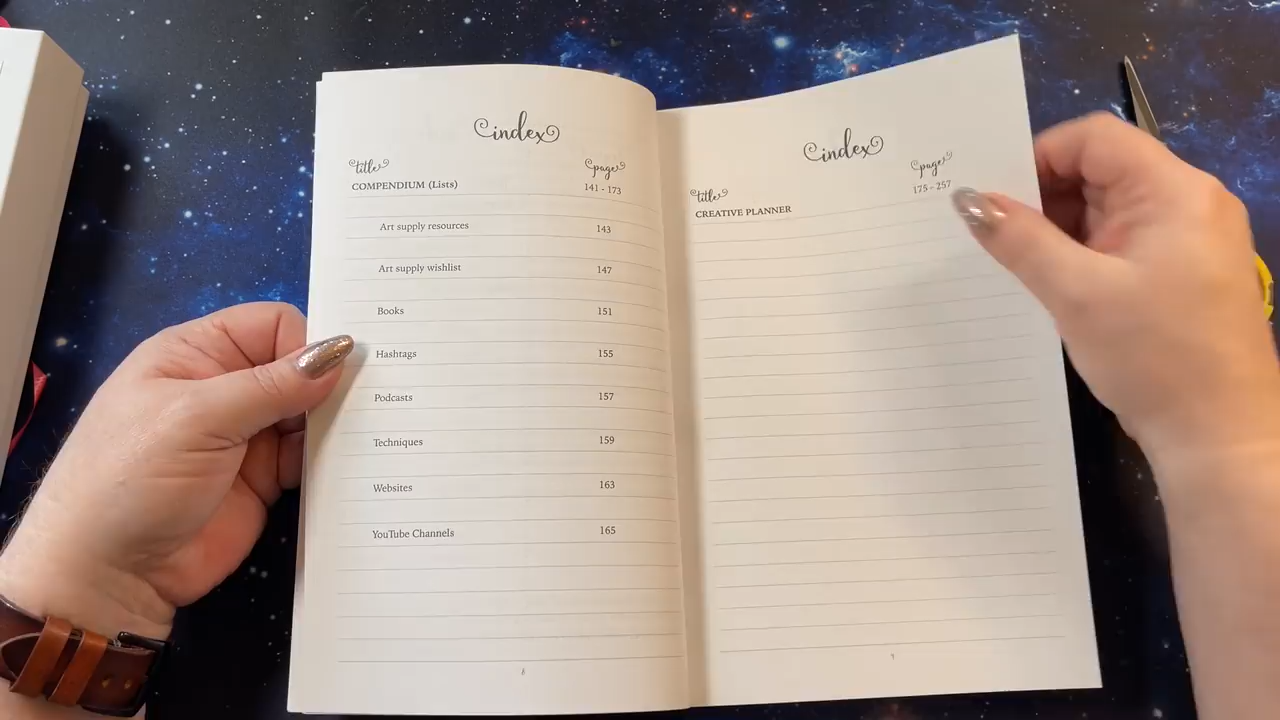 index
title page
COMPENDIUM (Lists) 141 - 173
Art supply resources 143
Art supply wishlist 147
Books 151
Hashtags 155
Podcasts 157
Techniques 159
Websites 163
YouTube Channels 165
index
title page
CREATIVE PLANNER 175 - 257